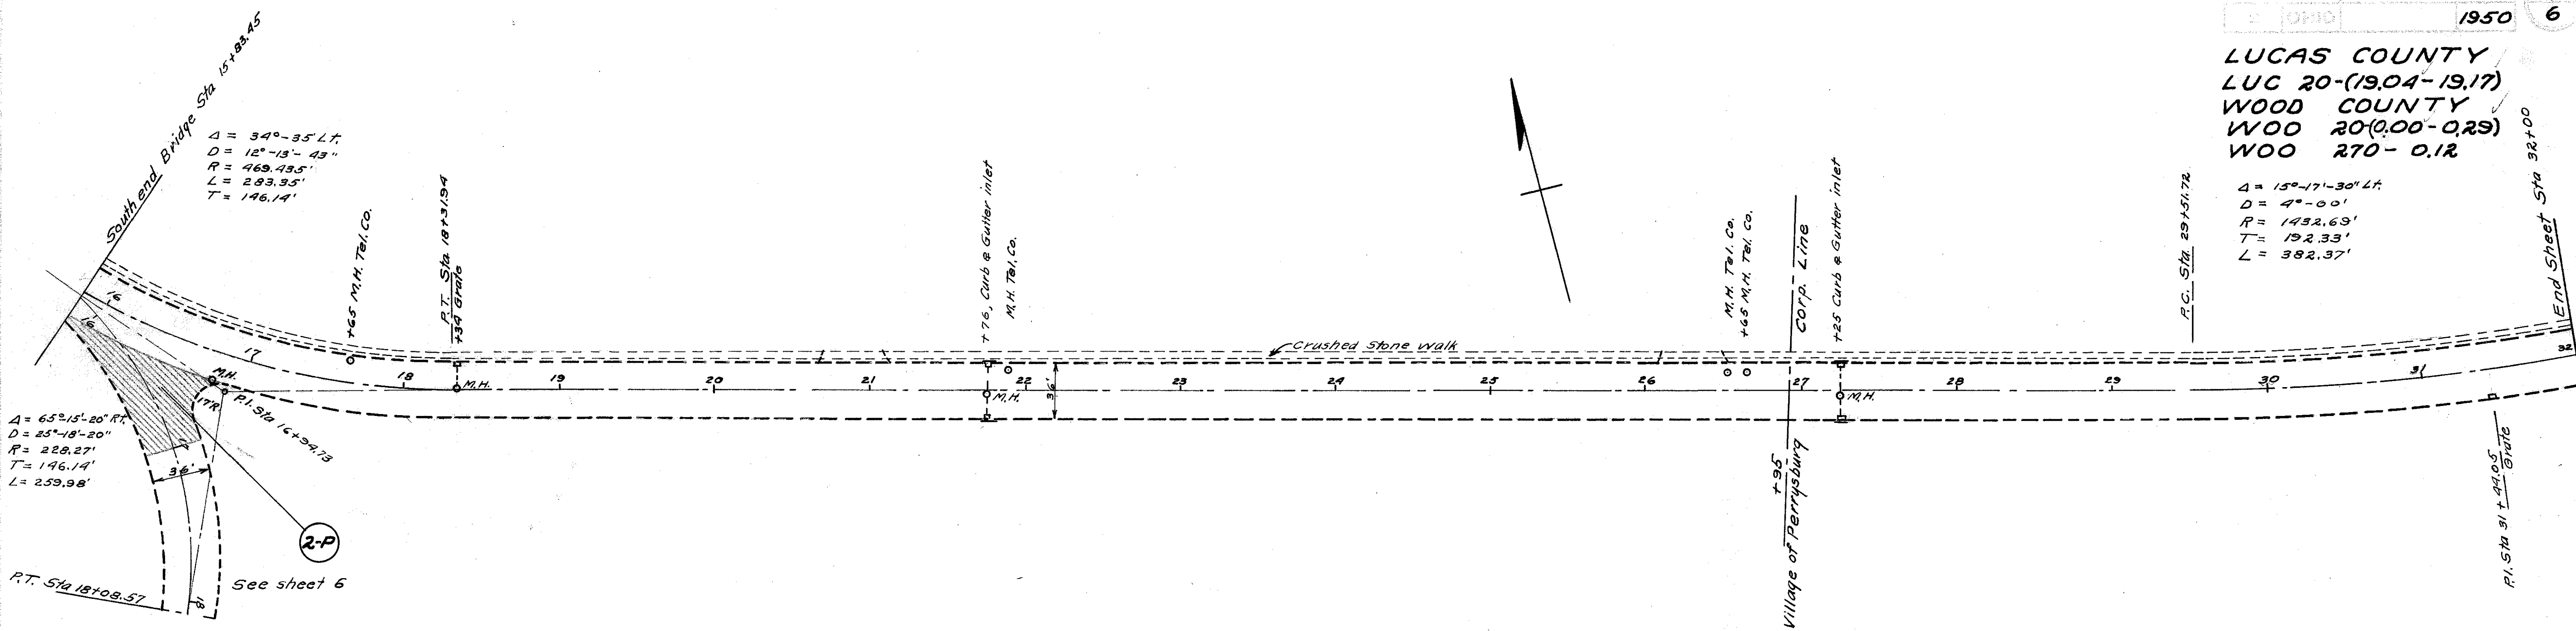 OHIO
1950
6
LUCAS COUNTY
LUC 20-(19.04-19.17)
WOOD COUNTY
WOO 20(0.00-0.29)
WOO 270-0.12
South end Bridge Sta 15+83.45
Δ = 34°-35' Lt.
D = 12°-13'-43"
R = 469.435'
L = 283.35'
T = 146.14'
+65 M.H. Tel. Co.
P.T. Sta 18+31.94
+34 Grate
+76, Curb & Gutter inlet
M.H. Tel. Co.
M.H. Tel. Co.
+65 M.H. Tel. Co.
Corp. Line
+25 Curb & Gutter inlet
P.C. Sta. 29+51.72
Δ = 15°-17'-30" Lt.
D = 4°-00'
R = 1432.69'
T = 192.33'
L = 382.37'
End Sheet Sta 32+00
Crushed Stone Walk
16
16
17
18
19
20
21
22
23
24
25
26
27
28
29
30
31
32
M.H.
M.H.
M.H.
M.H.
36'
17'R
P.I. Sta 16+94.73
Δ = 65°-15'-20" Rt.
D = 25°-18'-20"
R = 228.27'
T = 146.14'
L = 259.98'
36'
2-P
See sheet 6
P.T. Sta 18+08.57
18
+95
Village of Perrysburg
P.I. Sta 31+44.05
Grate